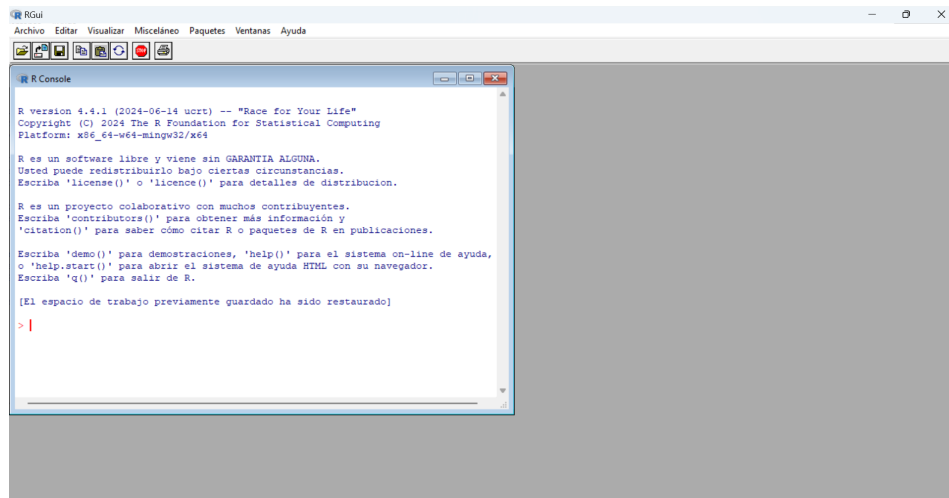 RGui
Archivo Editar Visualizar Misceláneo Paquetes Ventanas Ayuda
STOP
R Console
R version 4.4.1 (2024-06-14 ucrt) -- "Race for Your Life"
Copyright (C) 2024 The R Foundation for Statistical Computing
Platform: x86_64-w64-mingw32/x64
R es un software libre y viene sin GARANTIA ALGUNA.
Usted puede redistribuirlo bajo ciertas circunstancias.
Escriba 'license()' o 'licence()' para detalles de distribucion.
R es un proyecto colaborativo con muchos contribuyentes.
Escriba 'contributors()' para obtener más información y
'citation()' para saber cómo citar R o paquetes de R en publicaciones.
Escriba 'demo()' para demostraciones, 'help()' para el sistema on-line de ayuda,
o 'help.start()' para abrir el sistema de ayuda HTML con su navegador.
Escriba 'q()' para salir de R.
[El espacio de trabajo previamente guardado ha sido restaurado]
>